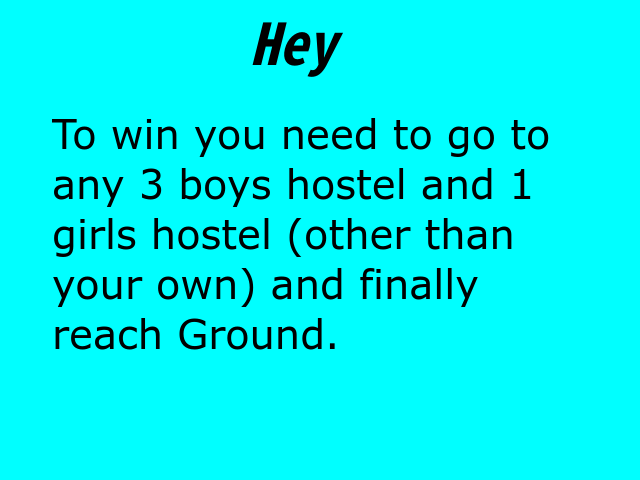 Hey
To win you need to go to
any 3 boys hostel and 1
girls hostel (other than
your own) and finally
reach Ground.